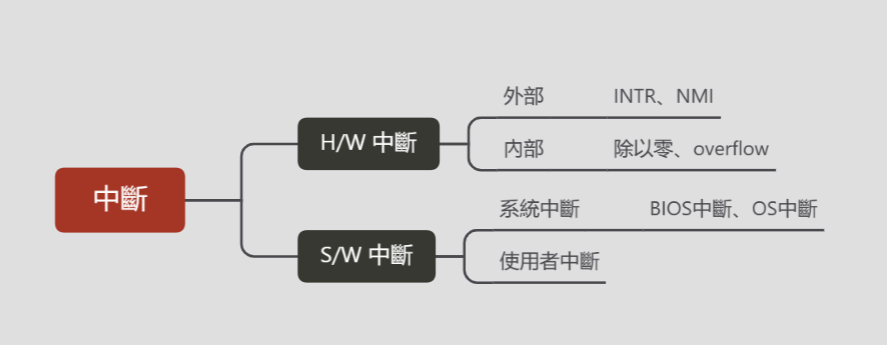 中斷
H/W 中斷
外部 INTR、NMI
內部 除以零、overflow
S/W 中斷
系統中斷 BIOS中斷、OS中斷
使用者中斷